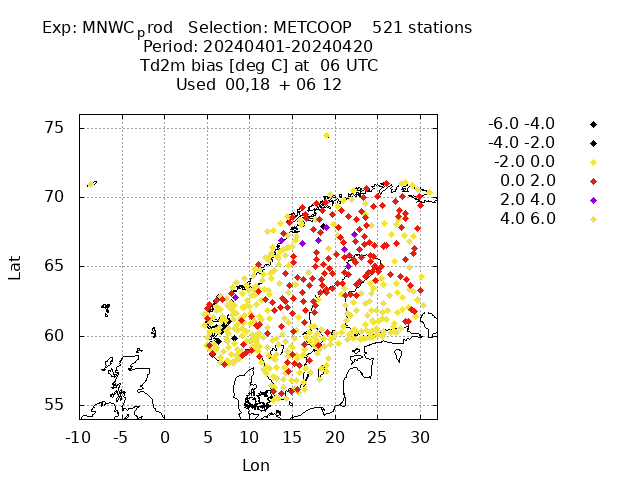 Exp: MNWCprod   Selection: METCOOP    521 stations
Period: 20240401-20240420
Td2m bias [deg C] at  06 UTC
Used  00,18  + 06 12
-6.0 -4.0
-4.0 -2.0
-2.0 0.0
0.0 2.0
2.0 4.0
4.0 6.0
75
70
65
60
55
Lat
-10 -5 0 5 10 15 20 25 30
Lon